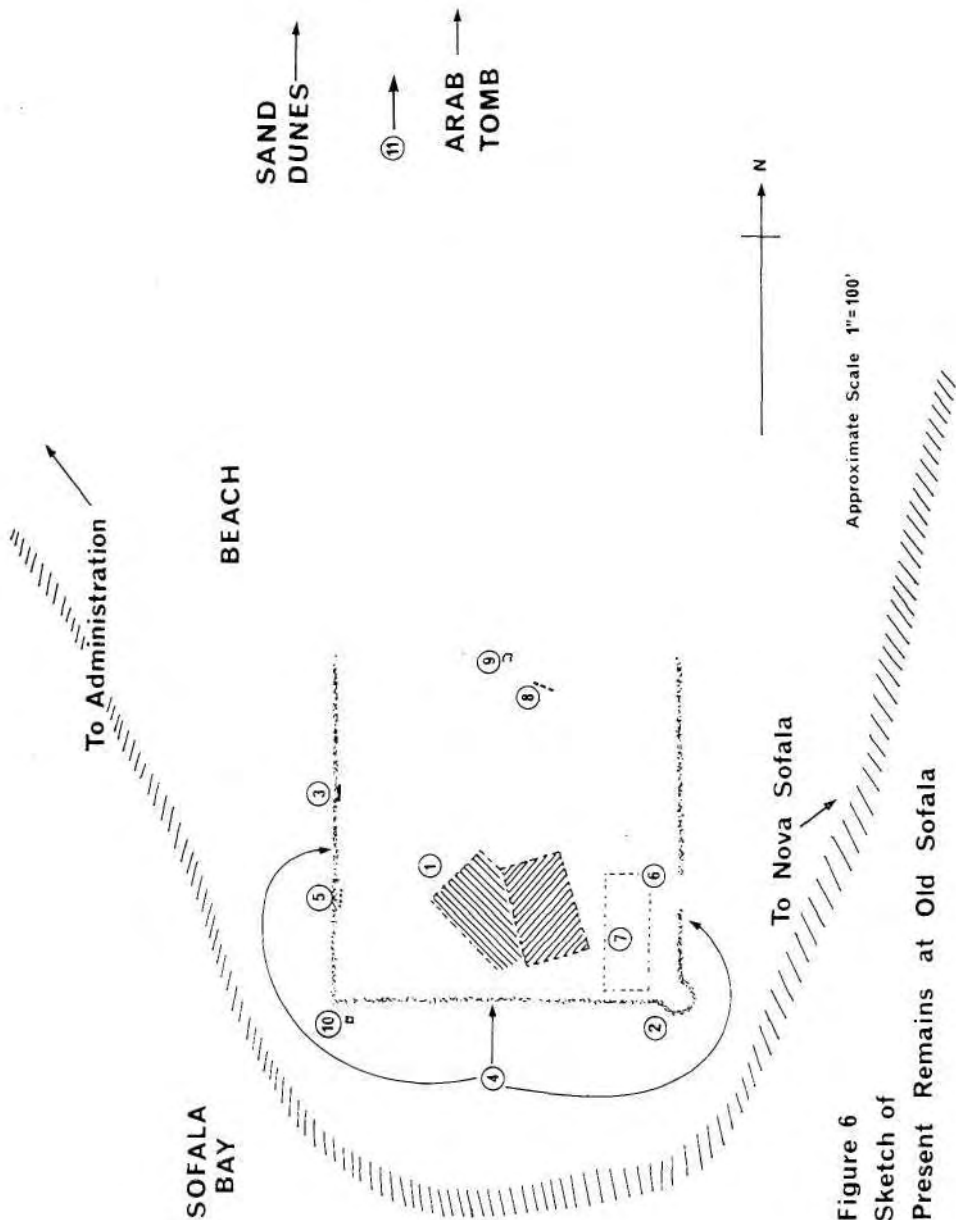 SAND
DUNES
11
ARAB
TOMB
To Administration
BEACH
N
Approximate Scale 1"=100'
9
8
3
1
5
6
7
10
2
4
To Nova Sofala
SOFALA
BAY
Figure 6
Sketch of
Present Remains at Old Sofala